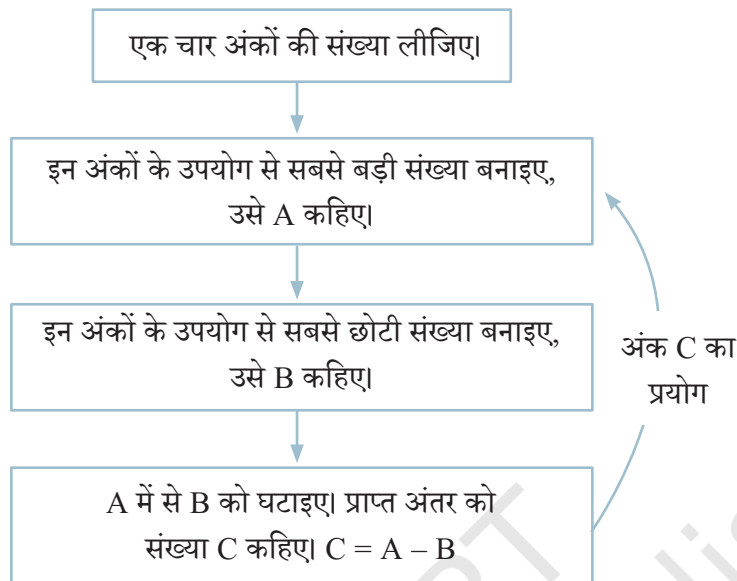 एक चार अंकों की संख्या लीजिए।
इन अंकों के उपयोग से सबसे बड़ी संख्या बनाइए,
उसे A कहिए।
इन अंकों के उपयोग से सबसे छोटी संख्या बनाइए,
उसे B कहिए।
अंक C का
प्रयोग
A में से B को घटाइए। प्राप्त अंतर को
संख्या C कहिए। C = A – B